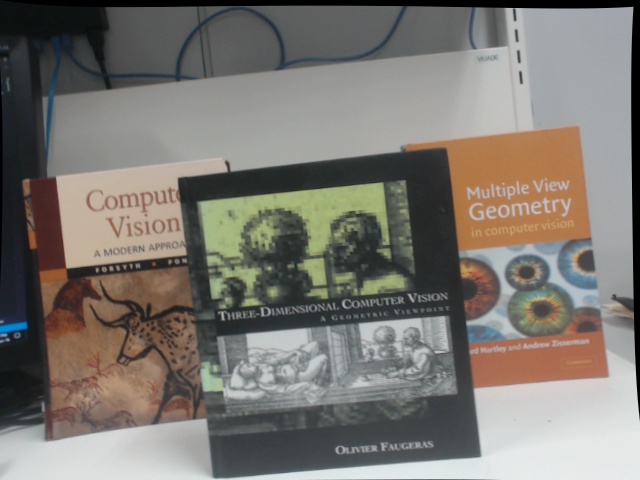 Compute
Vision
A MODERN APPROA
FORSYTH • PON
THREE-DIMENSIONAL COMPUTER VISION
A GEOMETRIC VIEWPOINT
OLIVIER FAUGERAS
Multiple View
Geometry
in computer vision
rd Hartley and Andrew Zisserman